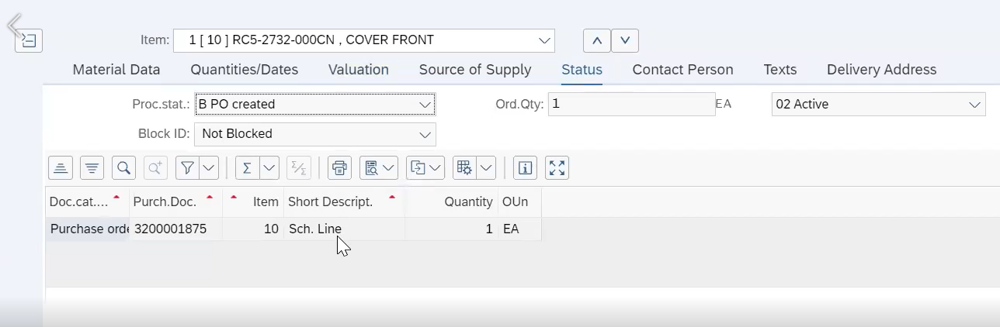 Item: 1 [ 10 ] RC5-2732-000CN , COVER FRONT
Material Data Quantities/Dates Valuation Source of Supply Status Contact Person Texts Delivery Address
Proc.stat.: B PO created Ord.Qty: 1 EA 02 Active
Block ID: Not Blocked
Doc.cat.... Purch.Doc. Item Short Descript. Quantity OUn
Purchase orde 3200001875 10 Sch. Line 1 EA